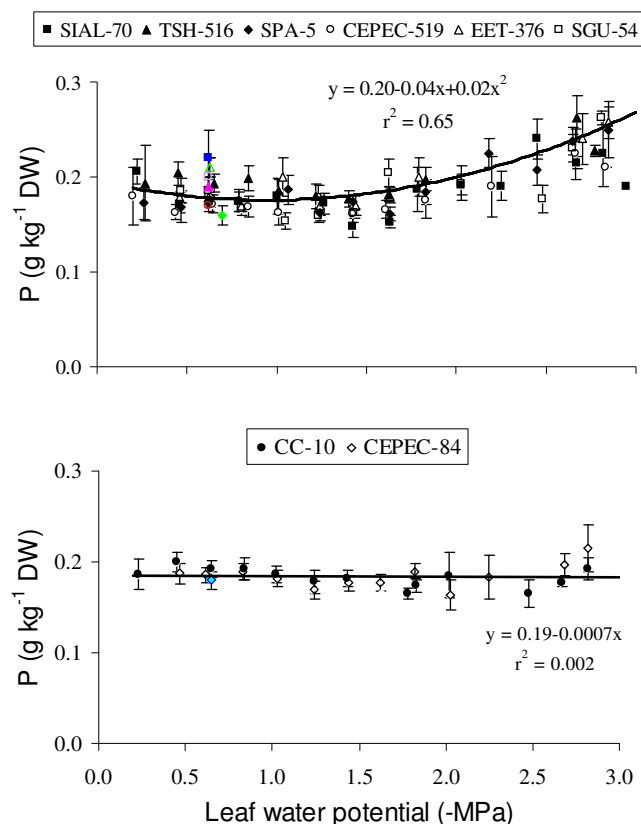 ■ SIAL-70 ▲ TSH-516 ◆ SPA-5 ○ CEPEC-519 △ EET-376 □ SGU-54
0.3
y = 0.20-0.04x+0.02x²
r² = 0.65
0.2
0.1
0.0
P (g kg⁻¹ DW)
● CC-10 ◇ CEPEC-84
0.3
0.2
y = 0.19-0.0007x
r² = 0.002
0.1
0.0
P (g kg⁻¹ DW)
0.0 0.5 1.0 1.5 2.0 2.5 3.0
Leaf water potential (-MPa)